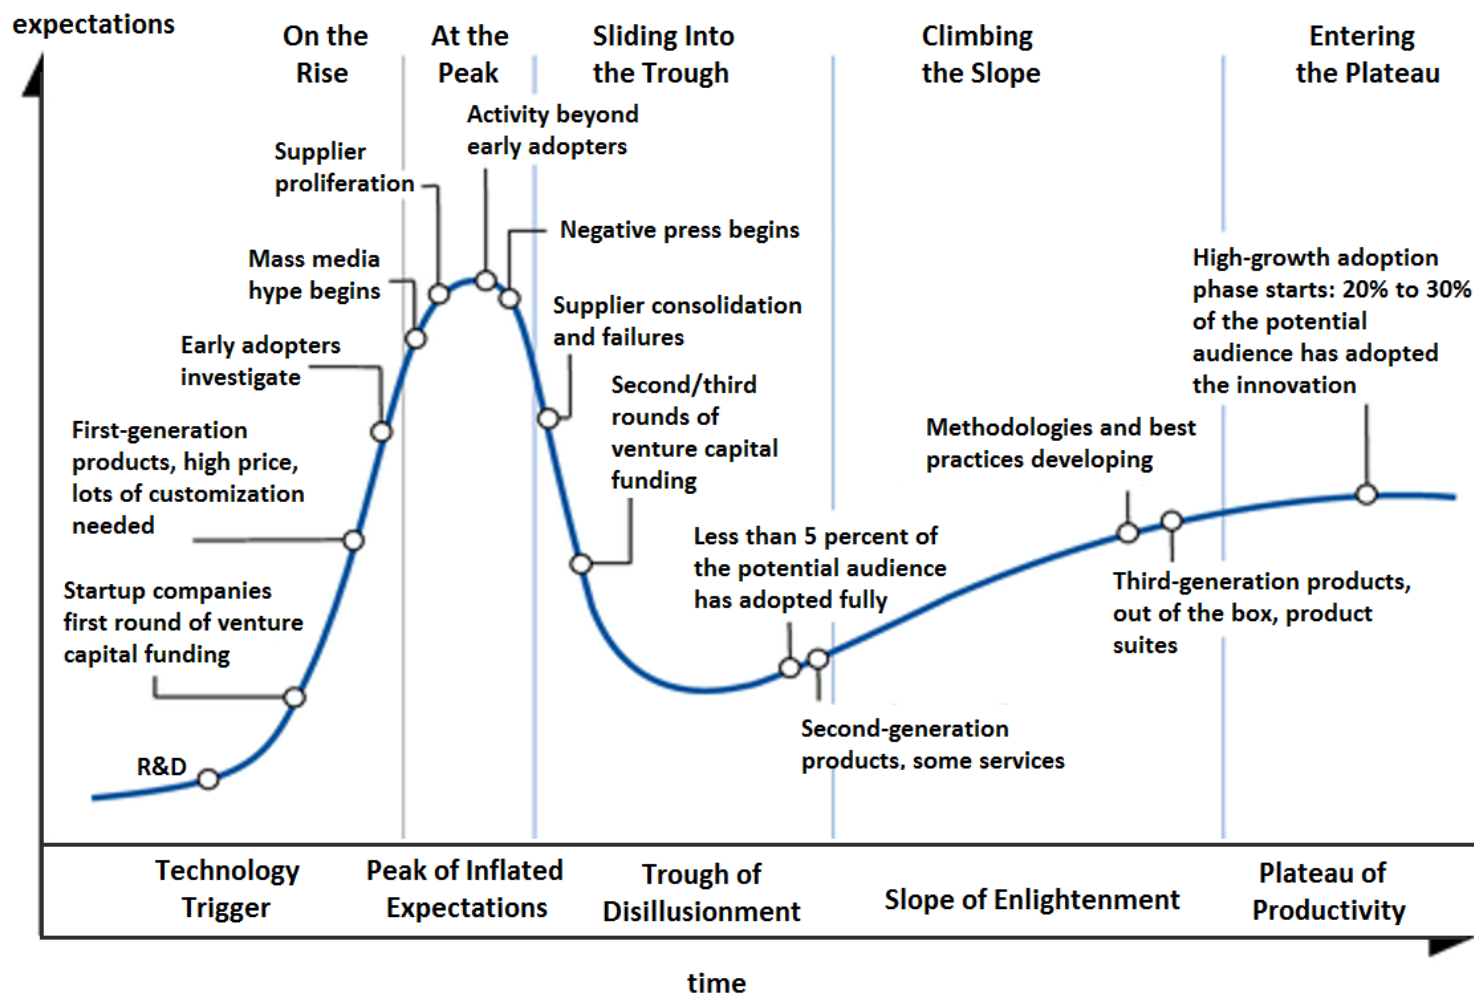 expectations
On the
Rise
At the
Peak
Sliding Into
the Trough
Climbing
the Slope
Entering
the Plateau
Activity beyond
early adopters
Supplier
proliferation
Negative press begins
Mass media
hype begins
High-growth adoption
phase starts: 20% to 30%
of the potential
audience has adopted
the innovation
Supplier consolidation
and failures
Early adopters
investigate
Second/third
rounds of
venture capital
funding
First-generation
products, high price,
lots of customization
needed
Methodologies and best
practices developing
Less than 5 percent of
the potential audience
has adopted fully
Startup companies
first round of venture
capital funding
Third-generation products,
out of the box, product
suites
Second-generation
products, some services
R&D
Technology
Trigger
Peak of Inflated
Expectations
Trough of
Disillusionment
Slope of Enlightenment
Plateau of
Productivity
time